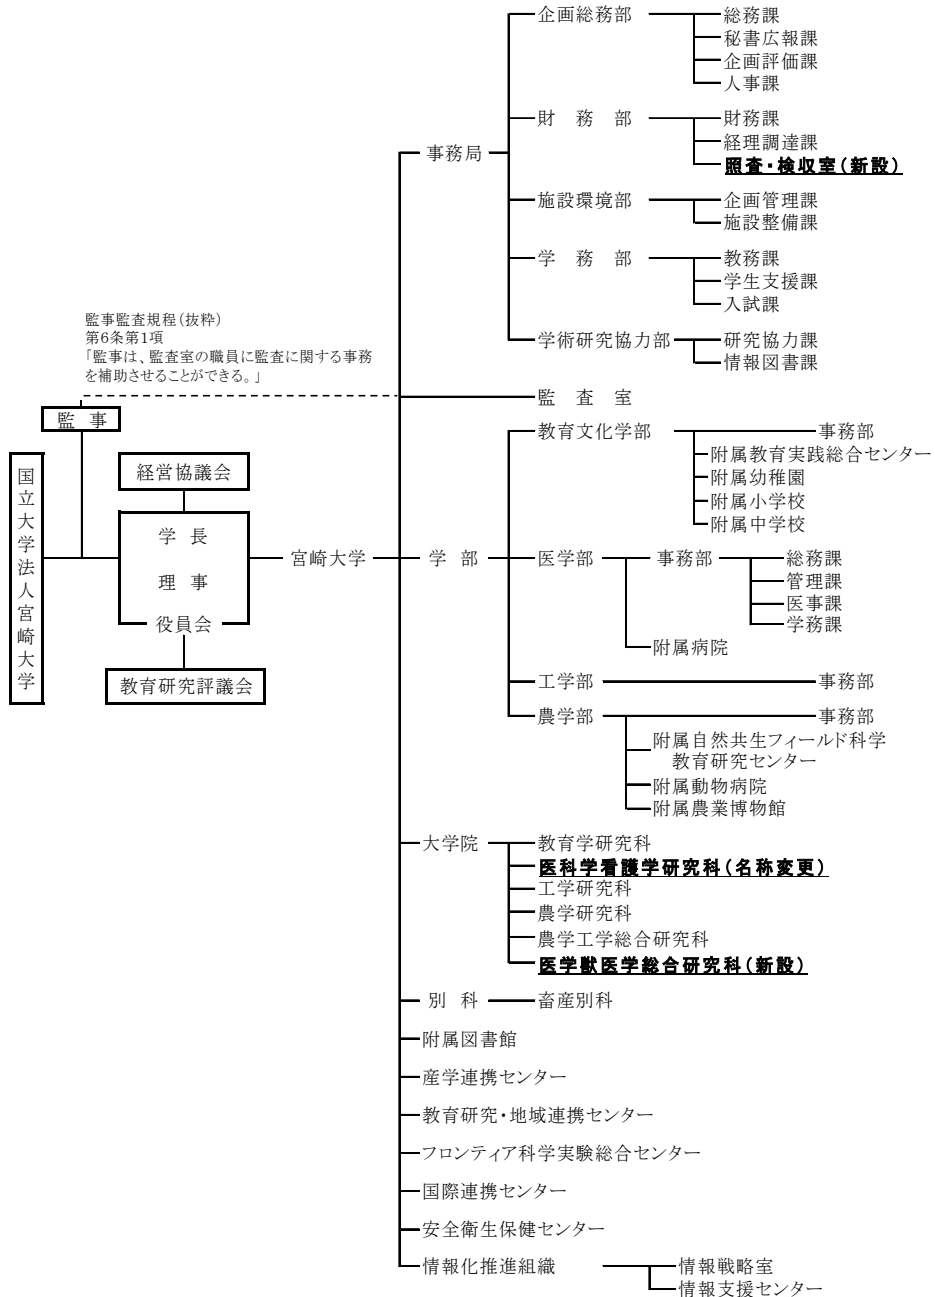 企画総務部
総務課
秘書広報課
企画評価課
人事課
財 務 部
財務課
経理調達課
照査・検収室(新設)
事務局
施設環境部
企画管理課
施設整備課
学 務 部
教務課
学生支援課
入試課
学術研究協力部
研究協力課
情報図書課
監事監査規程(抜粋)
第6条第1項
「監事は、監査室の職員に監査に関する事務
を補助させることができる。」
監 査 室
監 事
国立大学法人宮崎大学
経営協議会
学 長
理 事
役員会
教育研究評議会
宮崎大学
学 部
教育文化学部
事務部
附属教育実践総合センター
附属幼稚園
附属小学校
附属中学校
医学部
事務部
総務課
管理課
医事課
学務課
附属病院
工学部
事務部
農学部
事務部
附属自然共生フィールド科学
教育研究センター
附属動物病院
附属農業博物館
大学院
教育学研究科
医科学看護学研究科(名称変更)
工学研究科
農学研究科
農学工学総合研究科
医学獣医学総合研究科(新設)
別 科
畜産別科
附属図書館
産学連携センター
教育研究・地域連携センター
フロンティア科学実験総合センター
国際連携センター
安全衛生保健センター
情報化推進組織
情報戦略室
情報支援センター